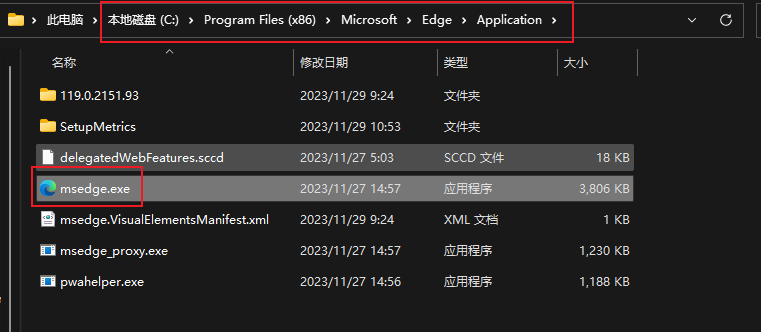 此电脑 > 本地磁盘 (C:) > Program Files (x86) > Microsoft > Edge > Application >
名称 修改日期 类型 大小
119.0.2151.93 2023/11/29 9:24 文件夹
SetupMetrics 2023/11/29 10:53 文件夹
delegatedWebFeatures.sccd 2023/11/27 5:03 SCCD 文件 18 KB
msedge.exe 2023/11/27 14:57 应用程序 3,806 KB
msedge.VisualElementsManifest.xml 2023/11/29 9:24 XML 文档 1 KB
msedge_proxy.exe 2023/11/27 14:57 应用程序 1,230 KB
pwahelper.exe 2023/11/27 14:56 应用程序 1,188 KB